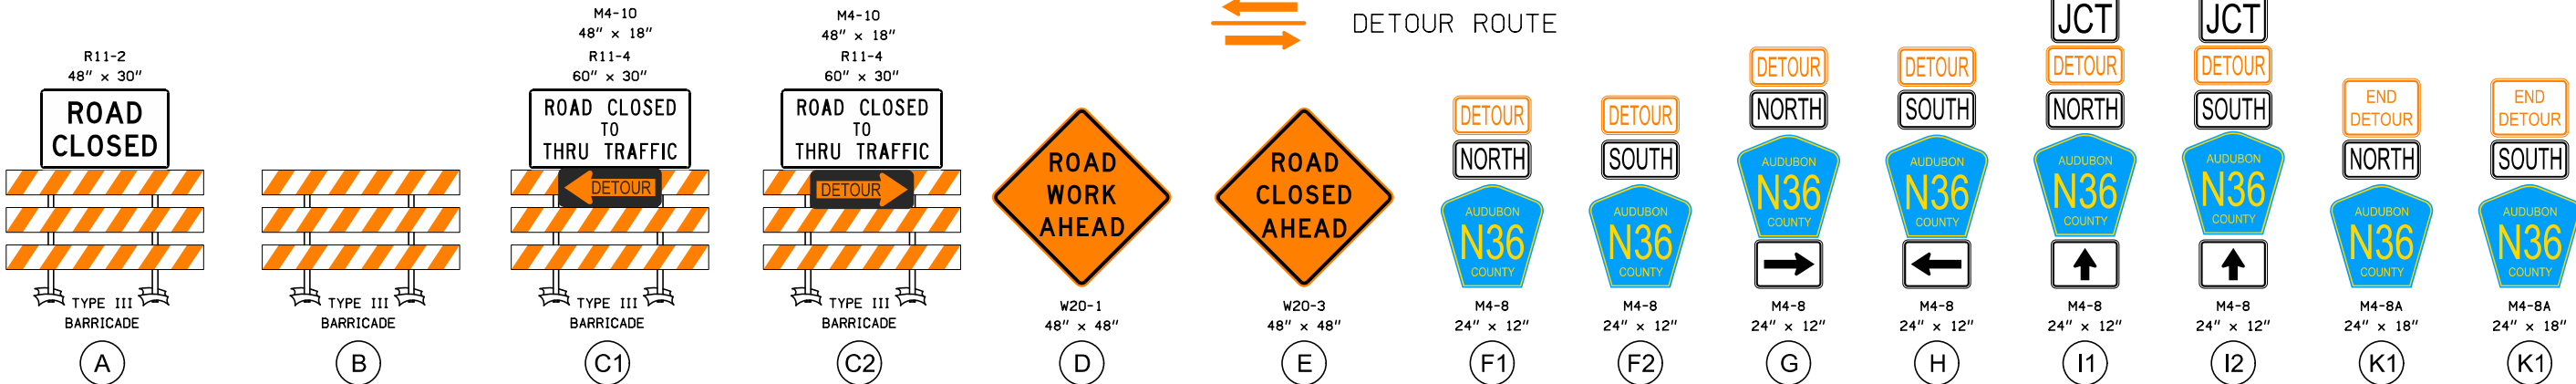 DETOUR ROUTE
R11-2
48" × 30"
ROAD
CLOSED
TYPE III
BARRICADE
A
TYPE III
BARRICADE
B
M4-10
48" × 18"
R11-4
60" × 30"
ROAD CLOSED
TO
THRU TRAFFIC
DETOUR
TYPE III
BARRICADE
C1
M4-10
48" × 18"
R11-4
60" × 30"
ROAD CLOSED
TO
THRU TRAFFIC
DETOUR
TYPE III
BARRICADE
C2
ROAD
WORK
AHEAD
W20-1
48" × 48"
D
ROAD
CLOSED
AHEAD
W20-3
48" × 48"
E
DETOUR
NORTH
AUDUBON
N36
COUNTY
M4-8
24" × 12"
F1
DETOUR
SOUTH
AUDUBON
N36
COUNTY
M4-8
24" × 12"
F2
DETOUR
NORTH
AUDUBON
N36
COUNTY
M4-8
24" × 12"
G
DETOUR
SOUTH
AUDUBON
N36
COUNTY
M4-8
24" × 12"
H
JCT
DETOUR
NORTH
AUDUBON
N36
COUNTY
M4-8
24" × 12"
I1
JCT
DETOUR
SOUTH
AUDUBON
N36
COUNTY
M4-8
24" × 12"
I2
END
DETOUR
NORTH
AUDUBON
N36
COUNTY
M4-8A
24" × 18"
K1
END
DETOUR
SOUTH
AUDUBON
N36
COUNTY
M4-8A
24" × 18"
K1